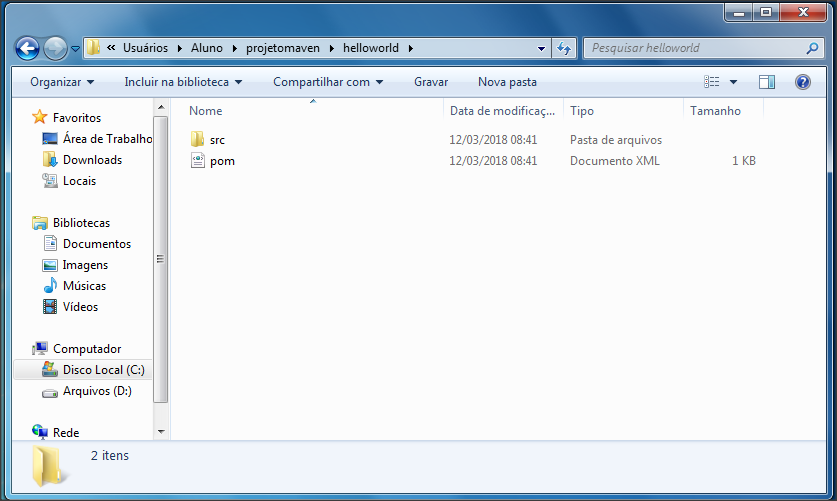 « Usuários ▸ Aluno ▸ projetomaven ▸ helloworld ▸
Pesquisar helloworld
Organizar Incluir na biblioteca Compartilhar com Gravar Nova pasta
Nome Data de modificaç... Tipo Tamanho
src 12/03/2018 08:41 Pasta de arquivos
pom 12/03/2018 08:41 Documento XML 1 KB
Favoritos
Área de Trabalho
Downloads
Locais
Bibliotecas
Documentos
Imagens
Músicas
Vídeos
Computador
Disco Local (C:)
Arquivos (D:)
Rede
2 itens